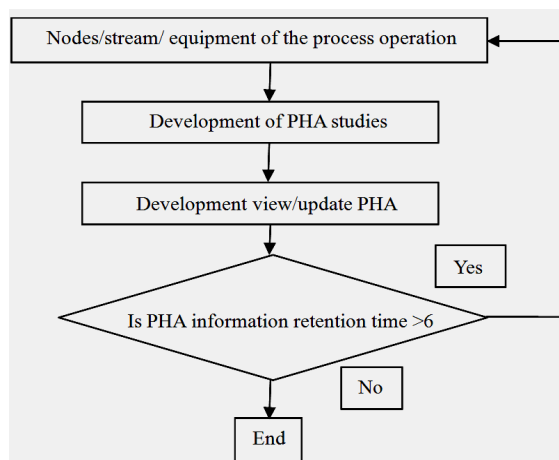 Nodes/stream/ equipment of the process operation
Development of PHA studies
Development view/update PHA
Yes
Is PHA information retention time >6
No
End